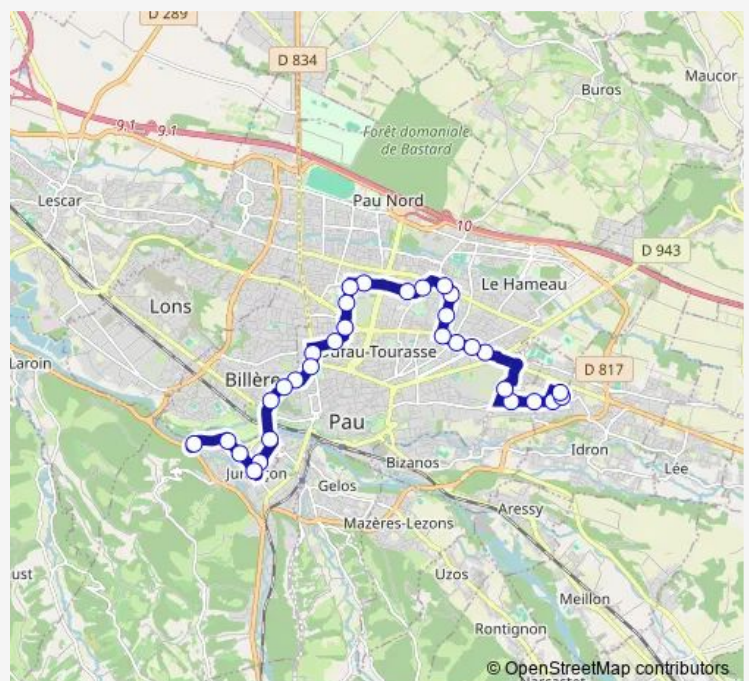 D 289
D 834
Maucor
Buros
9.1
9.1
Forêt domaniale
de Bastard
Lescar
Pau Nord
10
D 943
Le Hameau
Lons
Laroin
D 817
Billère
Pau
Idron
Bizanos
Lée
Gelos
Aressy
Mazères-Lezons
Uzos
Meillon
Rontignon
© OpenStreetMap contributors